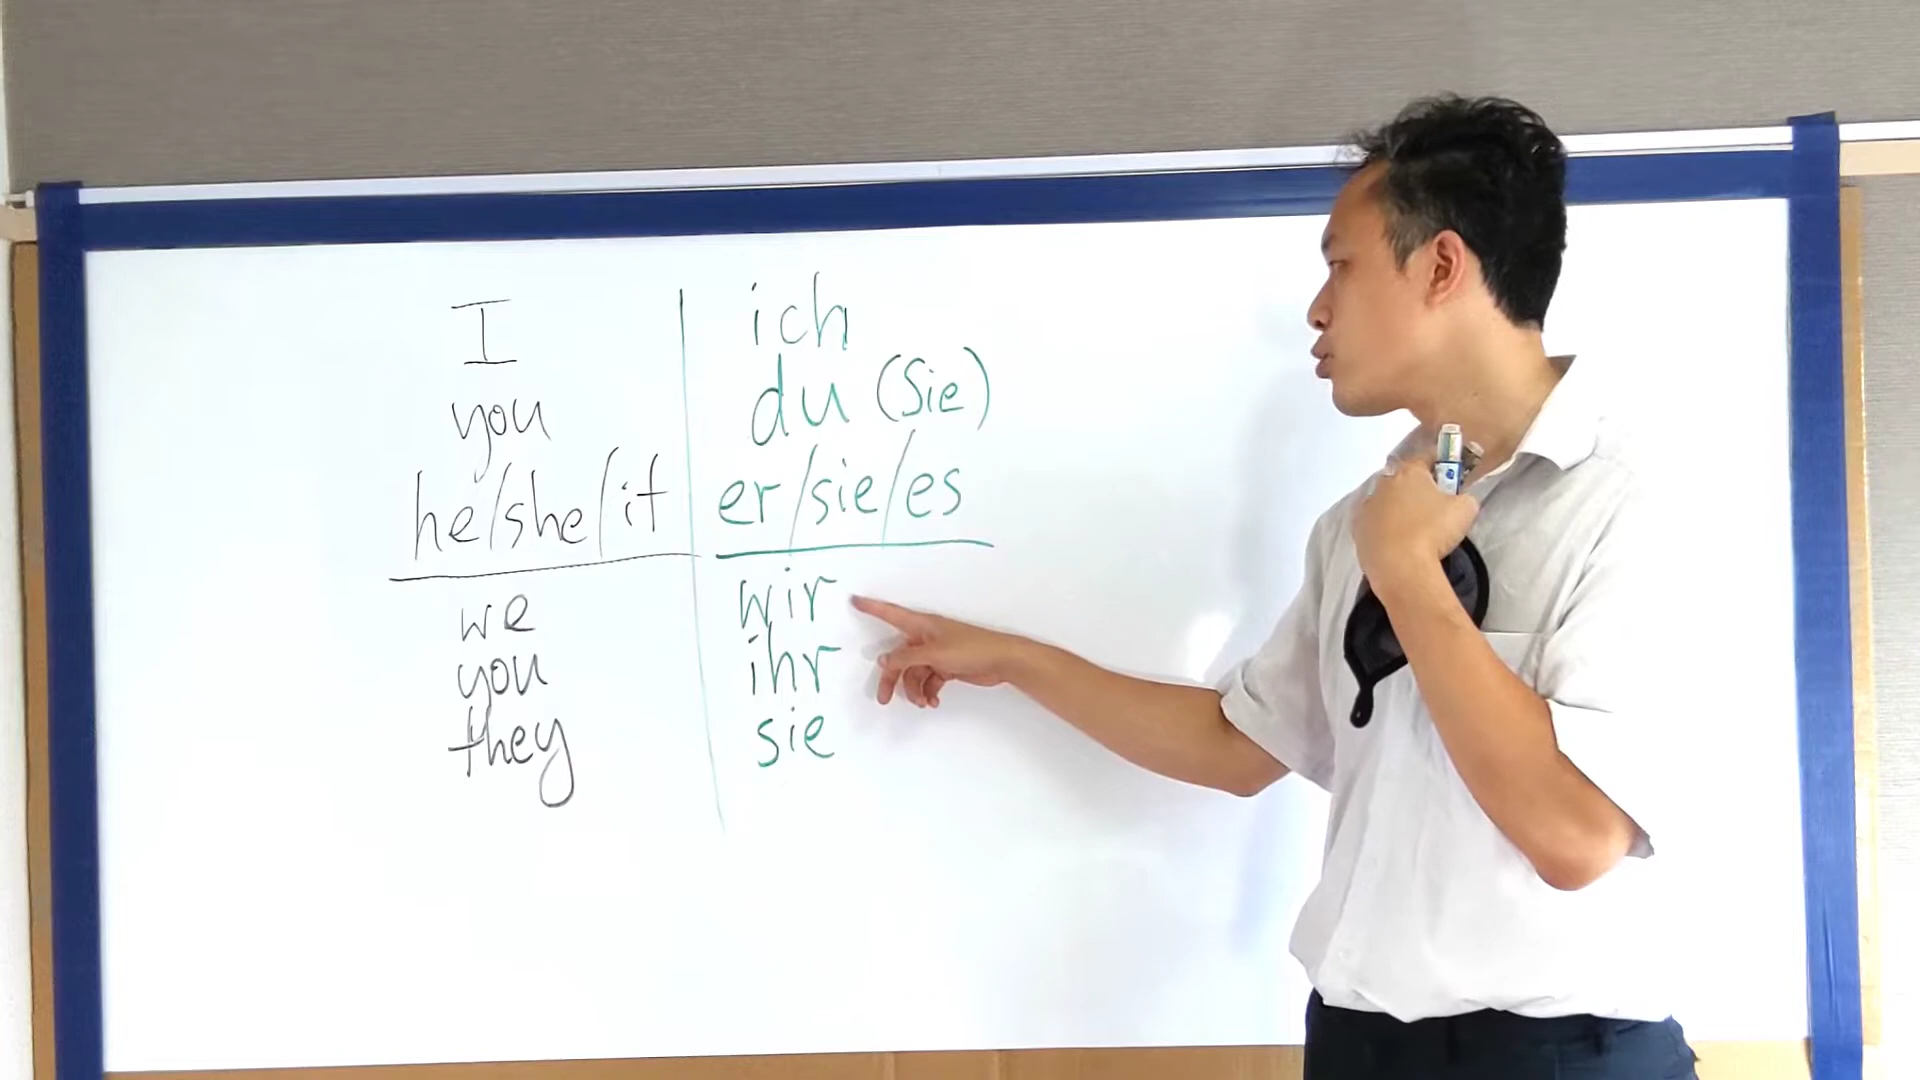 I ich
you du (Sie)
he/she/it er/sie/es
we wir
you ihr
they sie